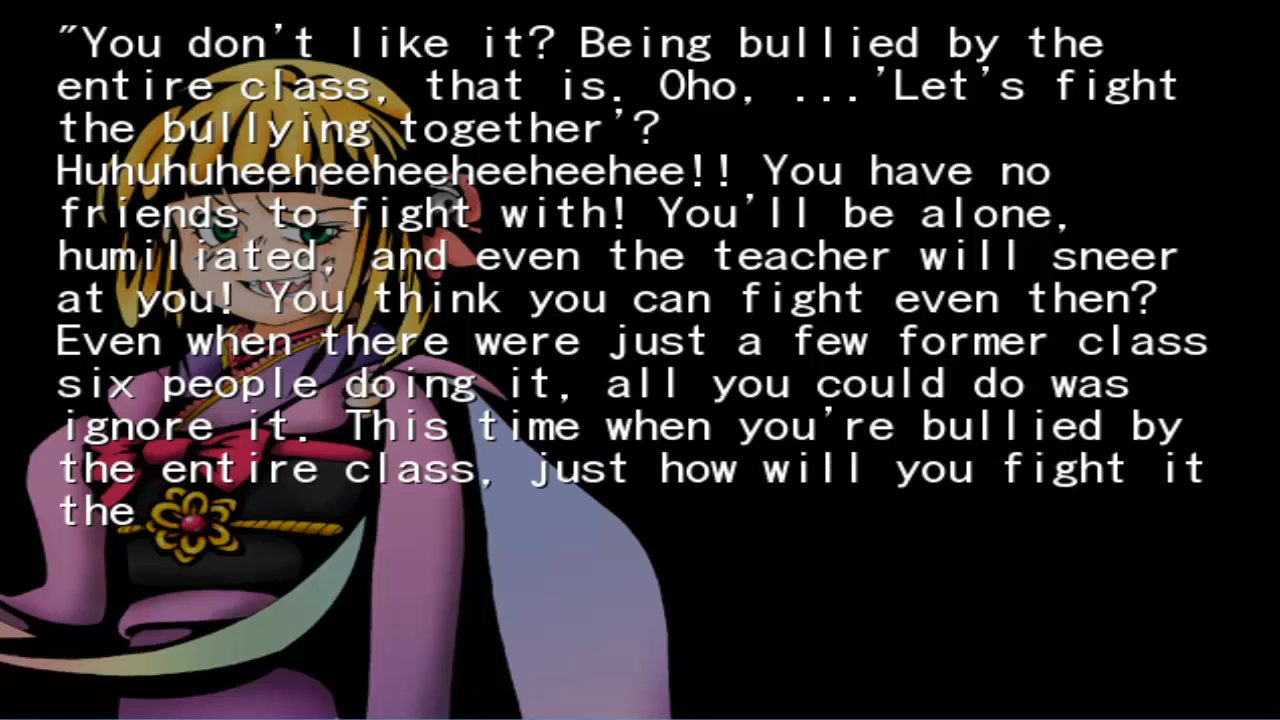 "You don't like it? Being bullied by the
entire class, that is. Oho, ...'Let's fight
the bullying together'?
Huhuhuheeheeheeheeheehee!! You have no
friends to fight with! You'll be alone,
humiliated, and even the teacher will sneer
at you! You think you can fight even then?
Even when there were just a few former class
six people doing it, all you could do was
ignore it. This time when you're bullied by
the entire class, just how will you fight it
the